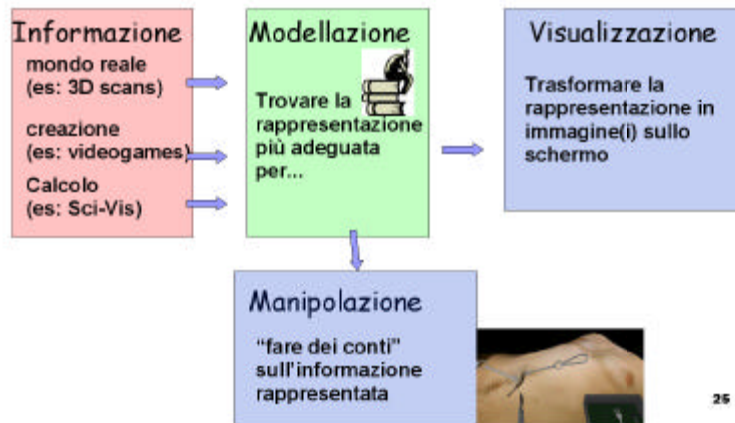 Informazione
mondo reale
(es: 3D scans)
creazione
(es: videogames)
Calcolo
(es: Sci-Vis)
Modellazione
Trovare la
rappresentazione
più adeguata
per...
Visualizzazione
Trasformare la
rappresentazione in
immagine(i) sullo
schermo
Manipolazione
“fare dei conti”
sull'informazione
rappresentata
25